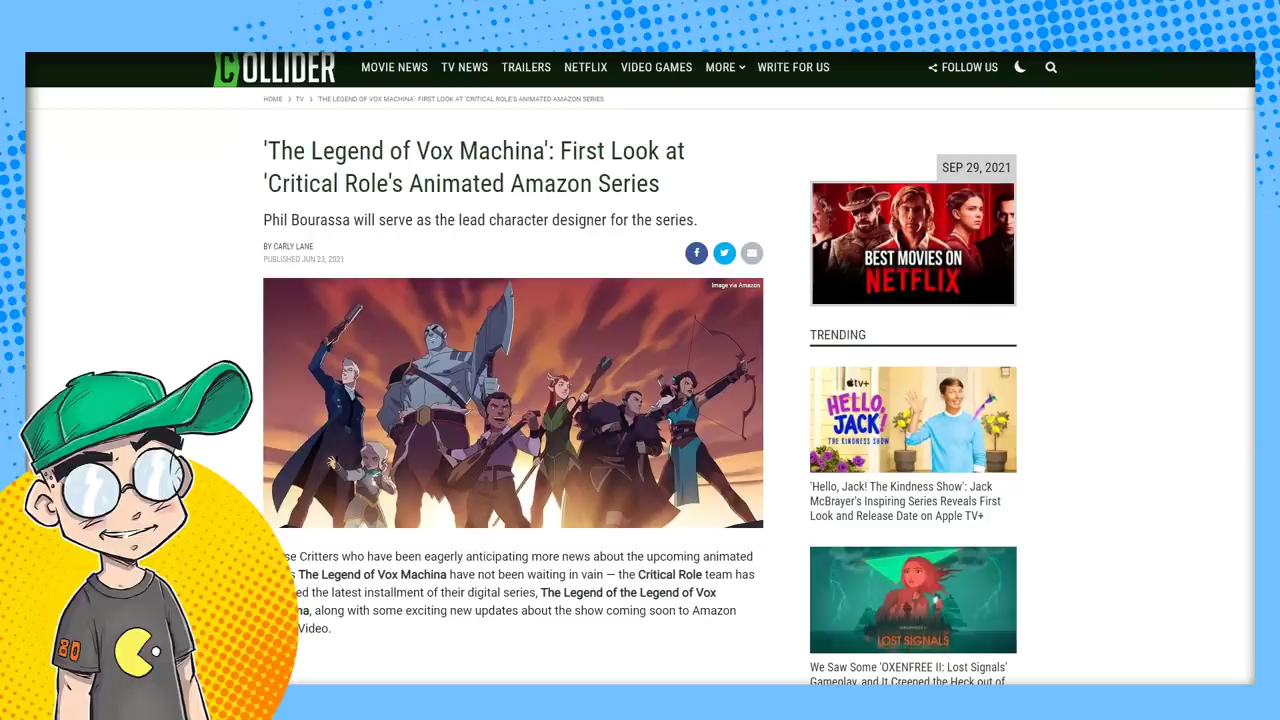 COLLIDER
MOVIE NEWS TV NEWS TRAILERS NETFLIX VIDEO GAMES MORE WRITE FOR US FOLLOW US
HOME > TV > 'THE LEGEND OF VOX MACHINA': FIRST LOOK AT 'CRITICAL ROLE'S ANIMATED AMAZON SERIES
'The Legend of Vox Machina': First Look at
'Critical Role's Animated Amazon Series
Phil Bourassa will serve as the lead character designer for the series.
BY CARLY LANE
PUBLISHED JUN 23, 2021
Image via Amazon
se Critters who have been eagerly anticipating more news about the upcoming animated
s The Legend of Vox Machina have not been waiting in vain — the Critical Role team has
ed the latest installment of their digital series, The Legend of the Legend of Vox
na, along with some exciting new updates about the show coming soon to Amazon
Video.
SEP 29, 2021
BEST MOVIES ON
NETFLIX
TRENDING
tv+
HELLO,
JACK!
THE KINDNESS SHOW
'Hello, Jack! The Kindness Show': Jack
McBrayer's Inspiring Series Reveals First
Look and Release Date on Apple TV+
LOST SIGNALS
We Saw Some 'OXENFREE II: Lost Signals'
Gameplay, and It Creeped the Heck out of
80